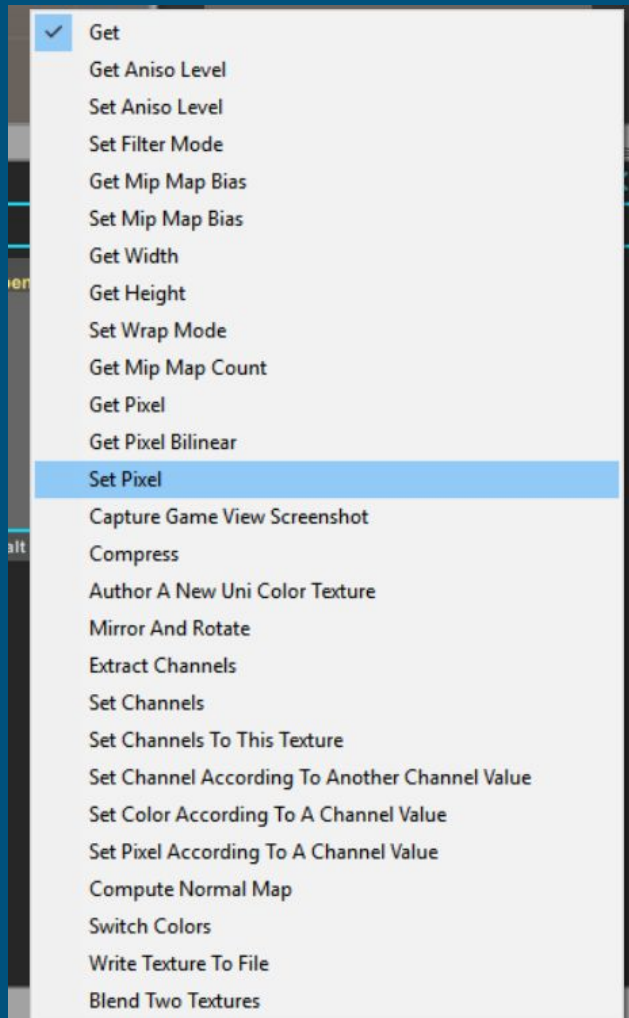 Get
Get Aniso Level
Set Aniso Level
Set Filter Mode
Get Mip Map Bias
Set Mip Map Bias
Get Width
Get Height
Set Wrap Mode
Get Mip Map Count
Get Pixel
Get Pixel Bilinear
Set Pixel
Capture Game View Screenshot
Compress
Author A New Uni Color Texture
Mirror And Rotate
Extract Channels
Set Channels
Set Channels To This Texture
Set Channel According To Another Channel Value
Set Color According To A Channel Value
Set Pixel According To A Channel Value
Compute Normal Map
Switch Colors
Write Texture To File
Blend Two Textures